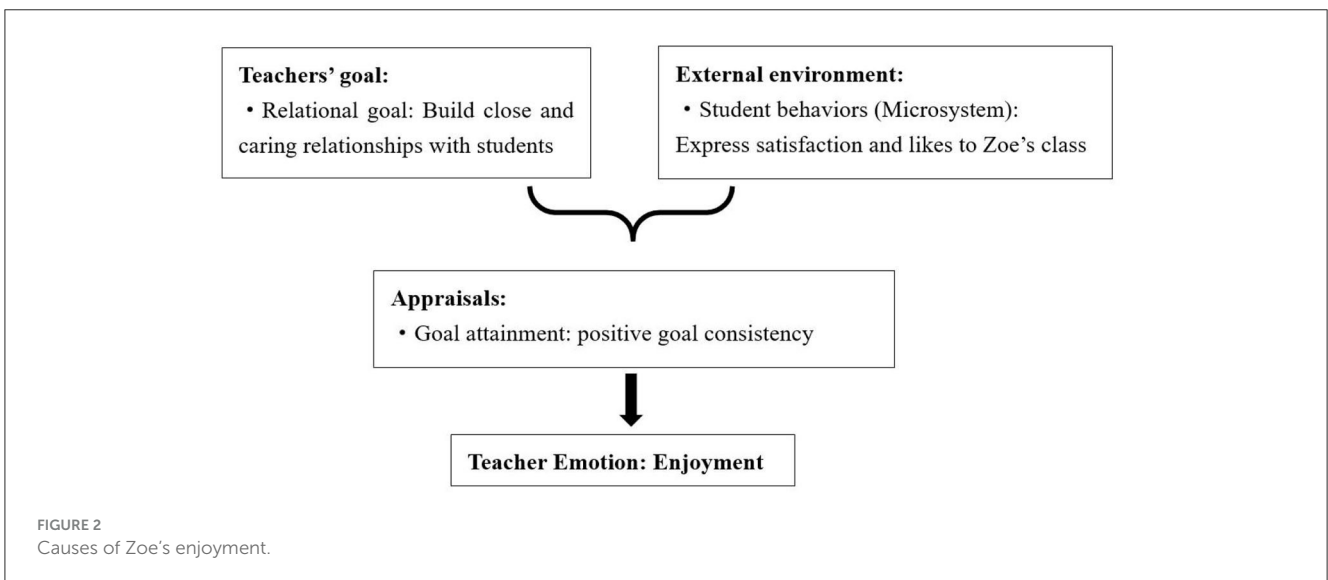 Teachers’ goal:
• Relational goal: Build close and
caring relationships with students
External environment:
• Student behaviors (Microsystem):
Express satisfaction and likes to Zoe’s class
Appraisals:
• Goal attainment: positive goal consistency
Teacher Emotion: Enjoyment
FIGURE 2
Causes of Zoe’s enjoyment.